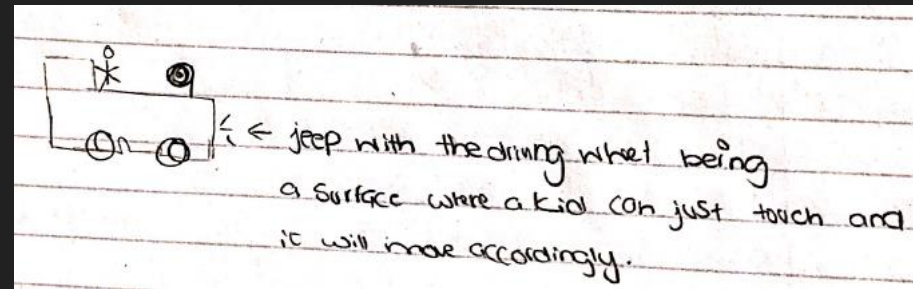 ← jeep with the driving wheel being
a surface where a kid can just touch and
it will move accordingly.